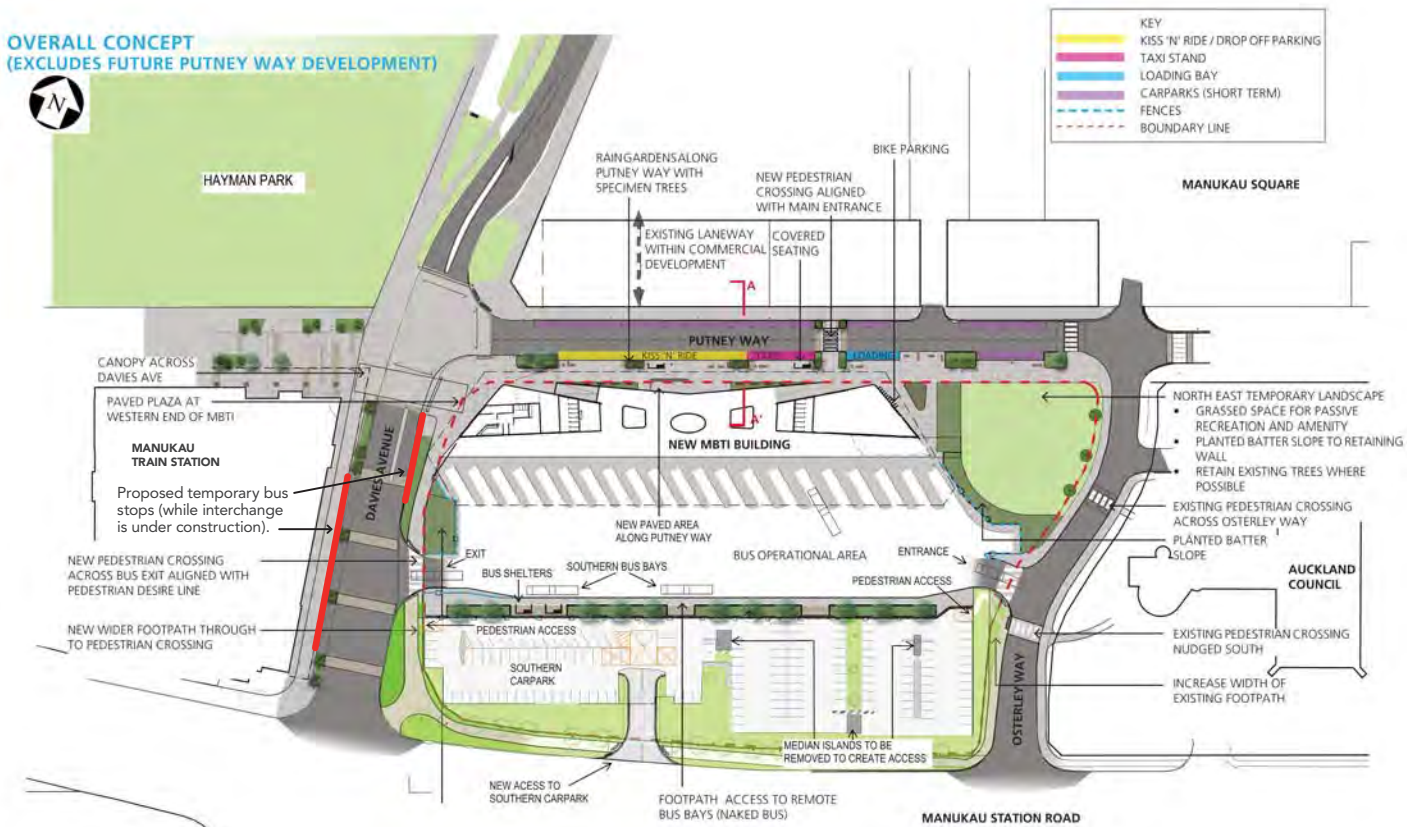 OVERALL CONCEPT
(EXCLUDES FUTURE PUTNEY WAY DEVELOPMENT)
N
KEY
KISS 'N' RIDE / DROP OFF PARKING
TAXI STAND
LOADING BAY
CARPARKS (SHORT TERM)
FENCES
BOUNDARY LINE
HAYMAN PARK
RAINGARDENS ALONG
PUTNEY WAY WITH
SPECIMEN TREES
NEW PEDESTRIAN
CROSSING ALIGNED
WITH MAIN ENTRANCE
BIKE PARKING
MANUKAU SQUARE
EXISTING LANEWAY
WITHIN COMMERCIAL
DEVELOPMENT
COVERED
SEATING
A
PUTNEY WAY
KISS 'N' RIDE
LOADING
CANOPY ACROSS
DAVIES AVE
PAVED PLAZA AT
WESTERN END OF MBTI
MANUKAU
TRAIN STATION
Proposed temporary bus
stops (while interchange
is under construction).
DAVIES AVENUE
A'
NEW MBTI BUILDING
NORTH EAST TEMPORARY LANDSCAPE
• GRASSED SPACE FOR PASSIVE
RECREATION AND AMENITY
• PLANTED BATTER SLOPE TO RETAINING
WALL
• RETAIN EXISTING TREES WHERE
POSSIBLE
EXISTING PEDESTRIAN CROSSING
ACROSS OSTERLEY WAY
PLANTED BATTER
SLOPE
NEW PAVED AREA
ALONG PUTNEY WAY
BUS OPERATIONAL AREA
NEW PEDESTRIAN CROSSING
ACROSS BUS EXIT ALIGNED WITH
PEDESTRIAN DESIRE LINE
EXIT
BUS SHELTERS
SOUTHERN BUS BAYS
ENTRANCE
PEDESTRIAN ACCESS
AUCKLAND
COUNCIL
NEW WIDER FOOTPATH THROUGH
TO PEDESTRIAN CROSSING
PEDESTRIAN ACCESS
SOUTHERN
CARPARK
EXISTING PEDESTRIAN CROSSING
NUDGED SOUTH
INCREASE WIDTH OF
EXISTING FOOTPATH
OSTERLEY WAY
MEDIAN ISLANDS TO BE
REMOVED TO CREATE ACCESS
NEW ACESS TO
SOUTHERN CARPARK
FOOTPATH ACCESS TO REMOTE
BUS BAYS (NAKED BUS)
MANUKAU STATION ROAD